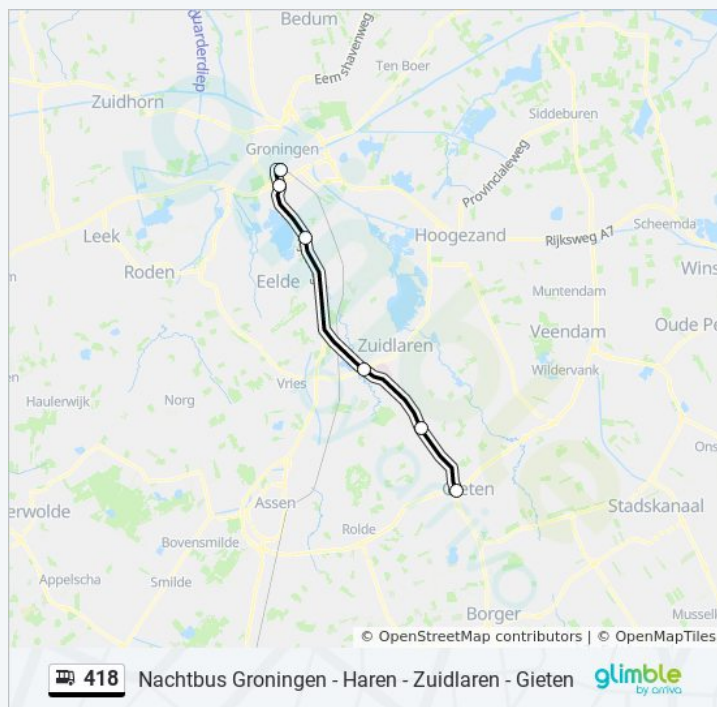 Bedum
Quarderdiep
Eemshavenweg
Ten Boer
Zuidhorn
Siddeburen
Groningen
Provincialeweg
Scheemda
Leek
Hoogezand
Rijksweg A7
Roden
Eelde
Wins
Muntendam
Oude Pe
Zuidlaren
Veendam
en
Vries
Wildervank
Haulerwijk
Norg
Ons
Gieten
Assen
erwolde
Stadskanaal
Rolde
Bovensmilde
Appelscha
Smilde
Borger
Mussel
© OpenStreetMap contributors | © OpenMapTiles
418 Nachtbus Groningen - Haren - Zuidlaren - Gieten
glimble
by arriva